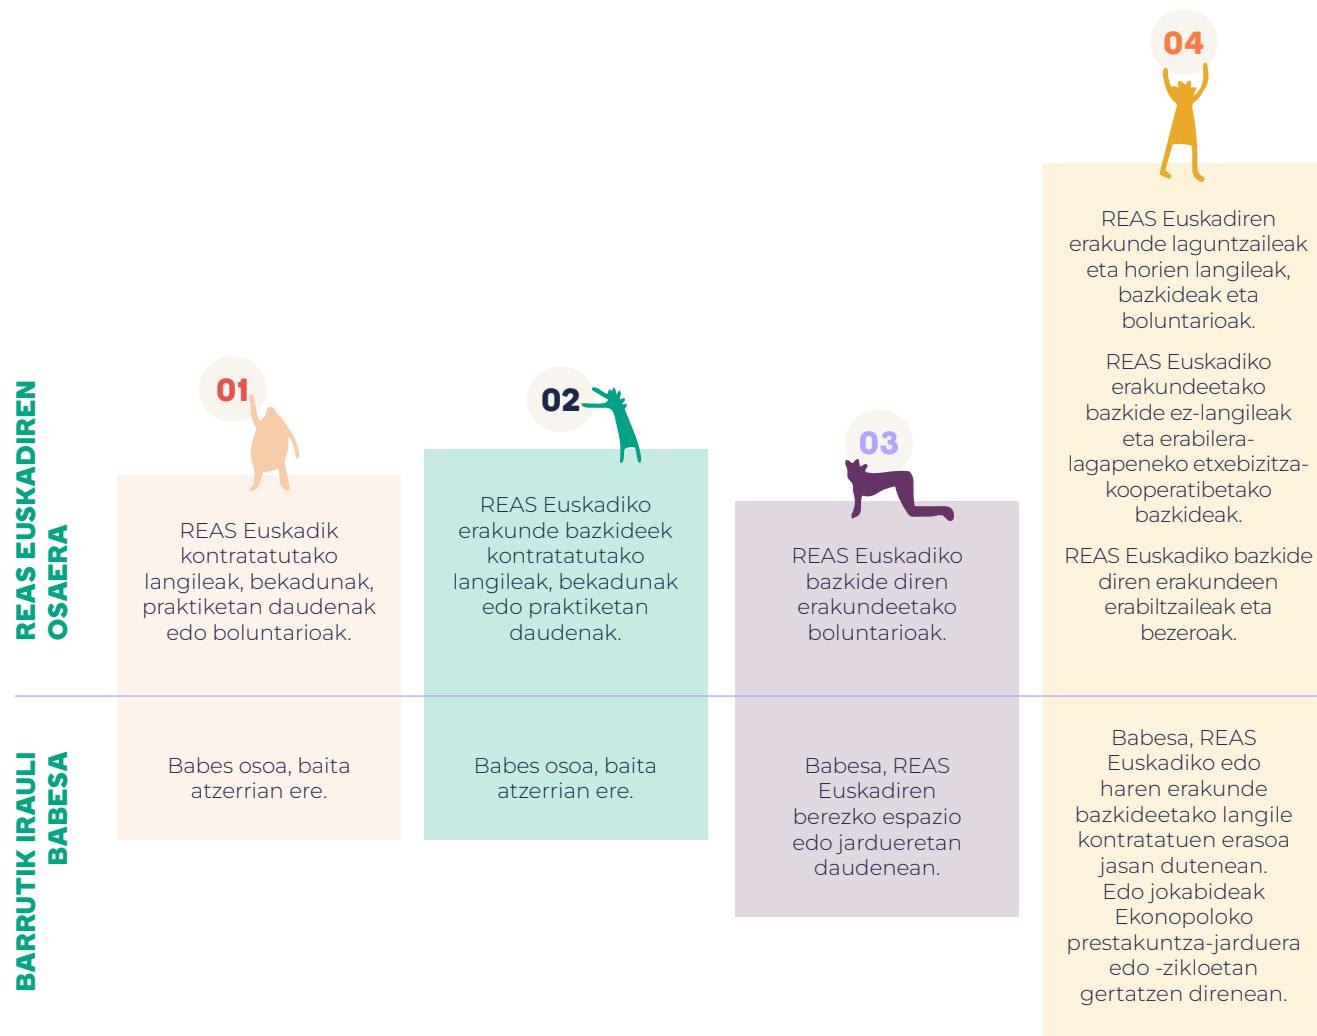 REAS EUSKADIREN
OSAERA
01
REAS Euskadik
kontratatutako
langileak, bekadunak,
praktiketan daudenak
edo boluntarioak.
02
REAS Euskadiko
erakunde bazkideek
kontratatutako
langileak, bekadunak
edo praktiketan
daudenak.
03
REAS Euskadiko
bazkide diren
erakundeetako
boluntarioak.
04
REAS Euskadiren
erakunde laguntzaileak
eta horien langileak,
bazkideak eta
boluntarioak.
REAS Euskadiko
erakundeetako
bazkide ez-langileak
eta erabilera-
lagapeneko etxebizitza-
kooperatibetako
bazkideak.
REAS Euskadiko bazkide
diren erakundeen
erabiltzaileak eta
bezeroak.
BARRUTIK IRAULI
BABESA
Babes osoa, baita
atzerrian ere.
Babes osoa, baita
atzerrian ere.
Babesa, REAS
Euskadiren
berezko espazio
edo jardueretan
daudenean.
Babesa, REAS
Euskadiko edo
haren erakunde
bazkideetako langile
kontratatuen erasoa
jasan dutenean.
Edo jokabideak
Ekonopoloko
prestakuntza-jarduera
edo -zikloetan
gertatzen direnean.